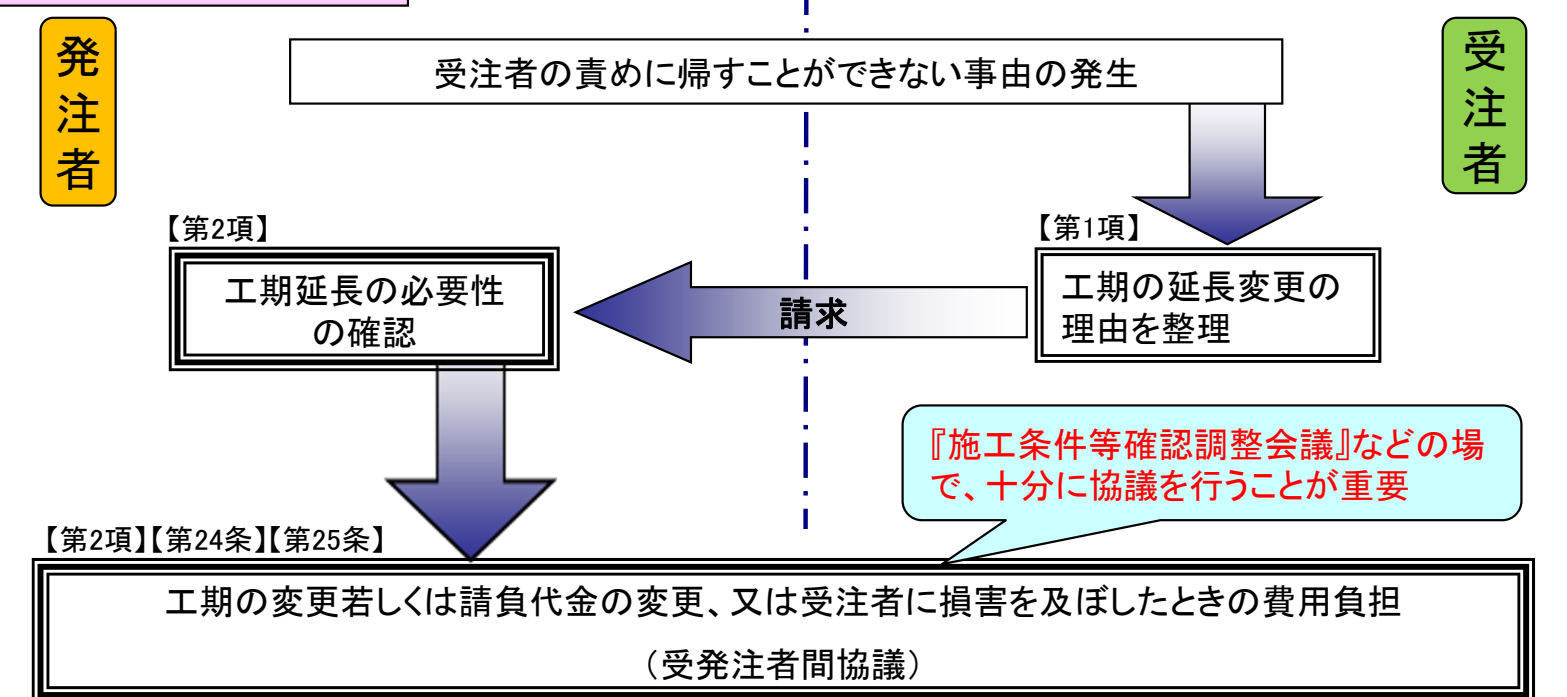 発注者
受注者の責めに帰すことができない事由の発生
受注者
【第2項】
【第1項】
工期延長の必要性
の確認
請求
工期の延長変更の
理由を整理
『施工条件等確認調整会議』などの場
で、十分に協議を行うことが重要
【第2項】【第24条】【第25条】
工期の変更若しくは請負代金の変更、又は受注者に損害を及ぼしたときの費用負担
（受発注者間協議）